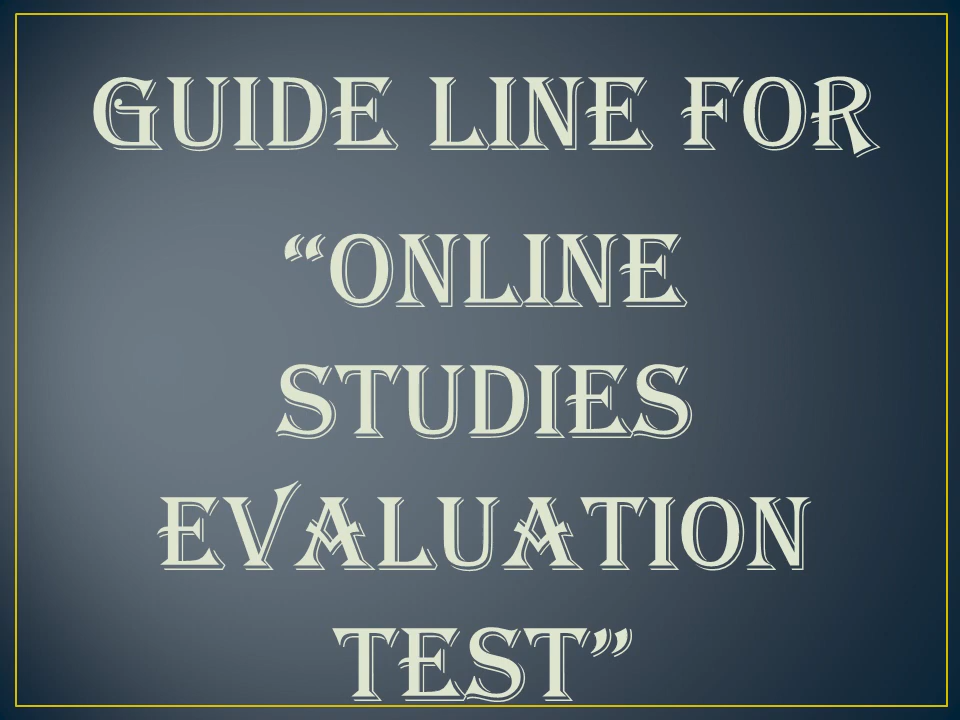 GUIDE LINE FOR
“ONLINE
STUDIES
EVALUATION
TEST”